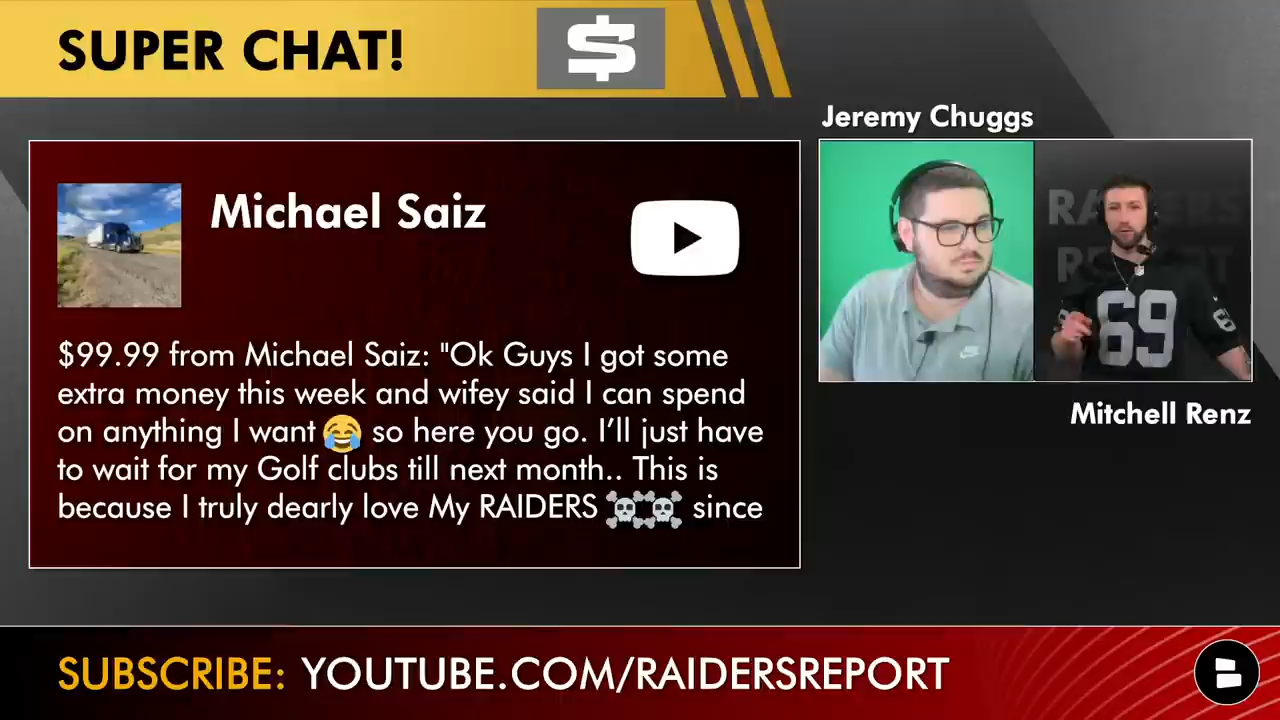 SUPER CHAT!
$
Jeremy Chuggs
Michael Saiz
RAIDERS
REPORT
69
Mitchell Renz
$99.99 from Michael Saiz: "Ok Guys I got some
extra money this week and wifey said I can spend
on anything I want 😂 so here you go. I’ll just have
to wait for my Golf clubs till next month.. This is
because I truly dearly love My RAIDERS ☠️☠️ since
SUBSCRIBE: YOUTUBE.COM/RAIDERSREPORT